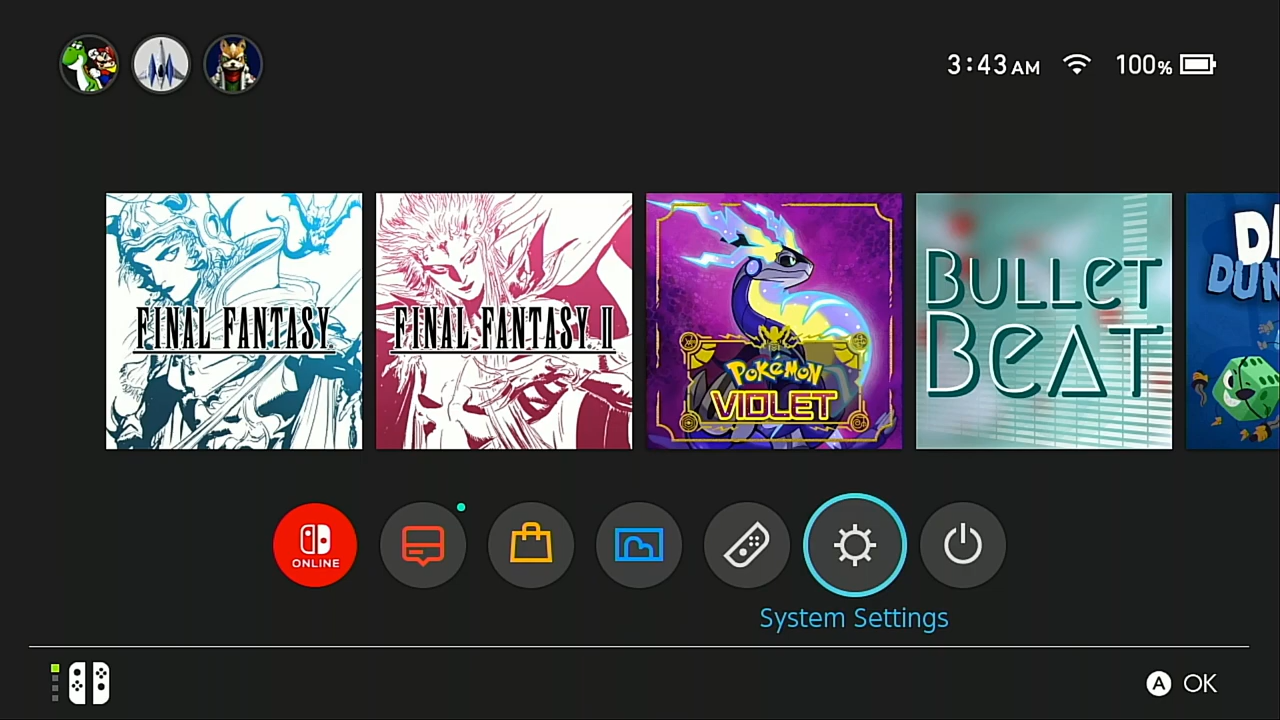 3:43 AM 100%
FINAL FANTASY
FINAL FANTASY II
POKÉMON
VIOLET
BULLET
BEAT
ONLINE
System Settings
A OK